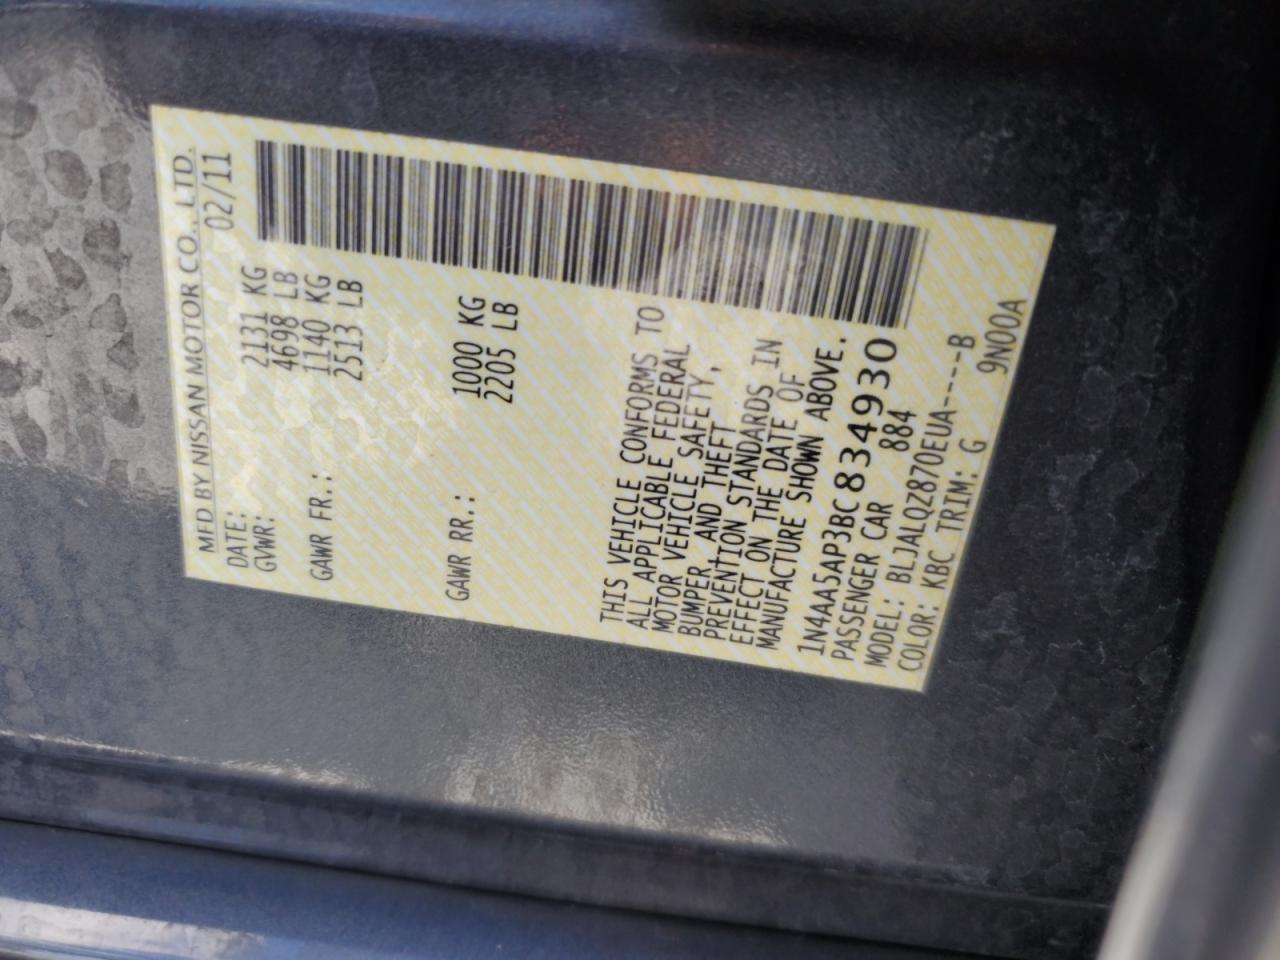 MFD BY NISSAN MOTOR CO., LTD.
DATE: 02/11
GVWR: 2131 KG
4698 LB
GAWR FR.: 1140 KG
2513 LB
GAWR RR.: 1000 KG
2205 LB
THIS VEHICLE CONFORMS TO
ALL APPLICABLE FEDERAL
MOTOR VEHICLE SAFETY,
BUMPER, AND THEFT
PREVENTION STANDARDS IN
EFFECT ON THE DATE OF
MANUFACTURE SHOWN ABOVE.
1N4AA5AP3BC834930
PASSENGER CAR 884
MODEL: BLJALQZ870EUA-----B
COLOR: KBC TRIM: G 9N00A